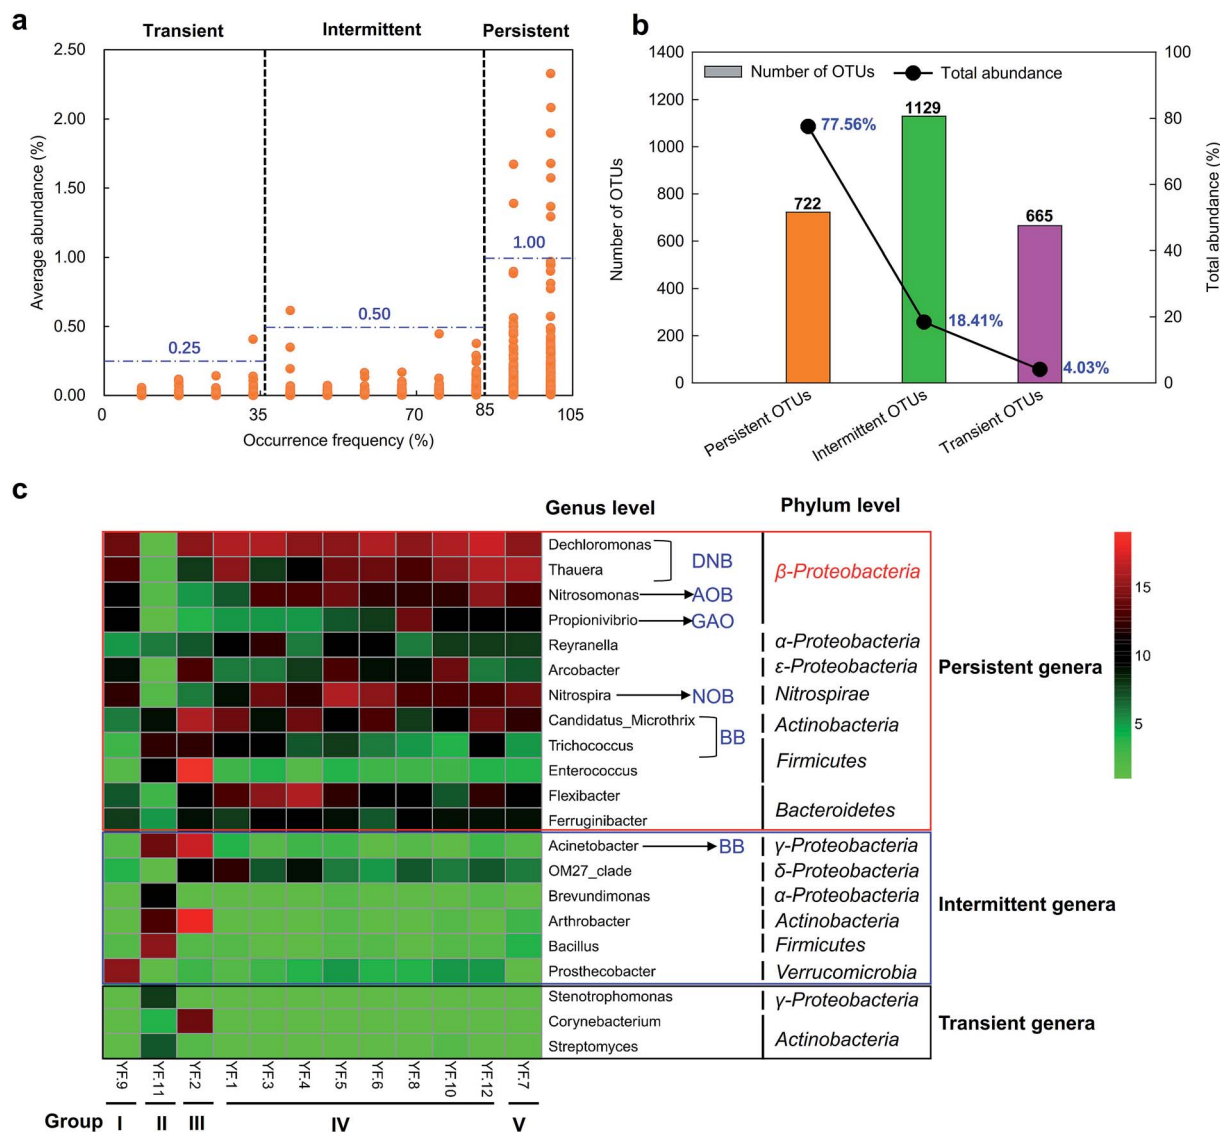 a
Transient Intermittent Persistent
2.50
2.00
1.50
1.00
0.50
0.00
0.25
0.50
1.00
0 35 70 85 105
Average abundance (%)
Occurrence frequency (%)
b
1400
1200
1000
800
600
400
200
0
Number of OTUs
Number of OTUs Total abundance
722
1129
665
77.56%
18.41%
4.03%
100
80
60
40
20
0
Total abundance (%)
Persistent OTUs
Intermittent OTUs
Transient OTUs
c
Genus level Phylum level
Dechloromonas
Thauera
DNB
Nitrosomonas AOB
Propionivibrio GAO
β-Proteobacteria
Reyranella α-Proteobacteria
Arcobacter ε-Proteobacteria
Nitrospira NOB Nitrospirae
Candidatus_Microthrix Actinobacteria
Trichococcus BB
Enterococcus
Firmicutes
Flexibacter
Ferruginibacter
Bacteroidetes
Persistent genera
Acinetobacter BB γ-Proteobacteria
OM27_clade δ-Proteobacteria
Brevundimonas α-Proteobacteria
Arthrobacter Actinobacteria
Bacillus Firmicutes
Prosthecobacter Verrucomicrobia
Intermittent genera
Stenotrophomonas γ-Proteobacteria
Corynebacterium
Streptomyces
Actinobacteria
Transient genera
15
10
5
YF.9 YF.11 YF.2 YF.1 YF.3 YF.4 YF.5 YF.6 YF.8 YF.10 YF.12 YF.7
Group I II III IV V